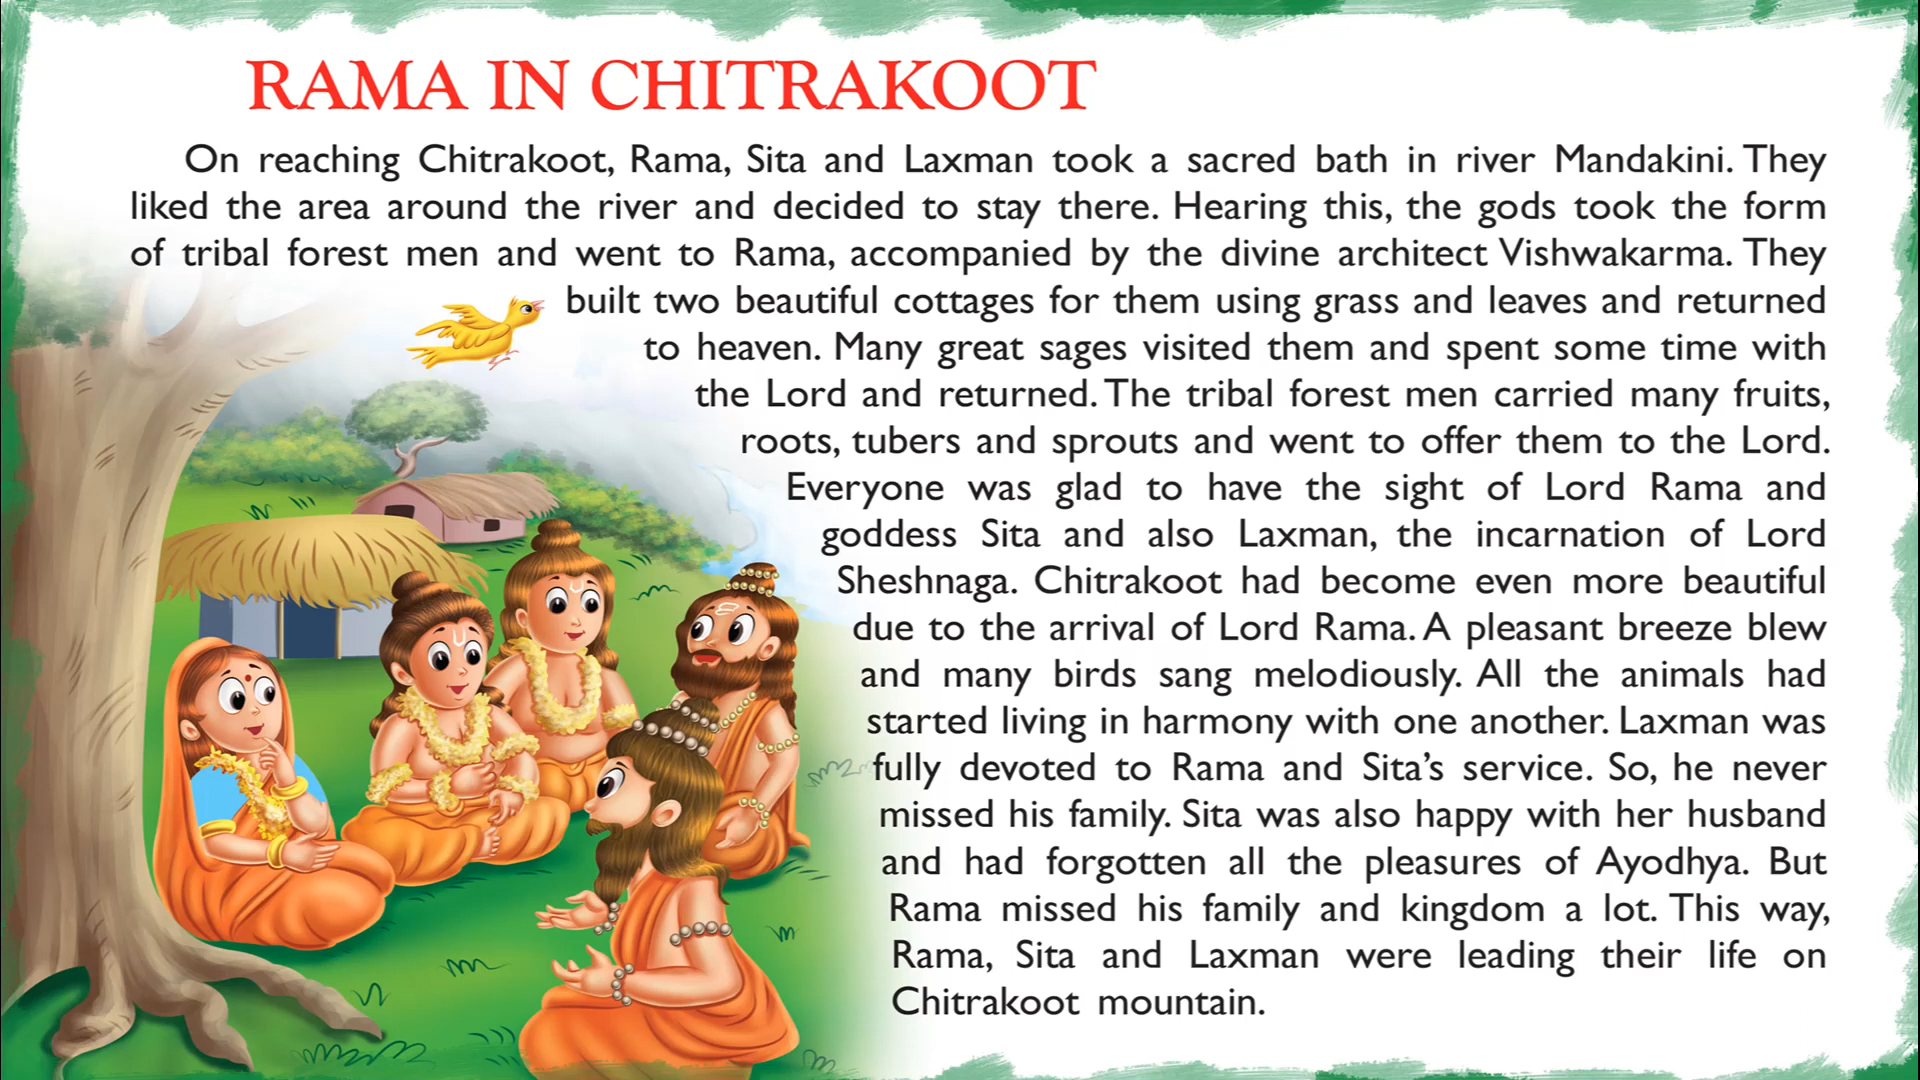 RAMA IN CHITRAKOOT
On reaching Chitrakoot, Rama, Sita and Laxman took a sacred bath in river Mandakini. They
liked the area around the river and decided to stay there. Hearing this, the gods took the form
of tribal forest men and went to Rama, accompanied by the divine architect Vishwakarma. They
built two beautiful cottages for them using grass and leaves and returned
to heaven. Many great sages visited them and spent some time with
the Lord and returned. The tribal forest men carried many fruits,
roots, tubers and sprouts and went to offer them to the Lord.
Everyone was glad to have the sight of Lord Rama and
goddess Sita and also Laxman, the incarnation of Lord
Sheshnaga. Chitrakoot had become even more beautiful
due to the arrival of Lord Rama. A pleasant breeze blew
and many birds sang melodiously. All the animals had
started living in harmony with one another. Laxman was
fully devoted to Rama and Sita's service. So, he never
missed his family. Sita was also happy with her husband
and had forgotten all the pleasures of Ayodhya. But
Rama missed his family and kingdom a lot. This way,
Rama, Sita and Laxman were leading their life on
Chitrakoot mountain.